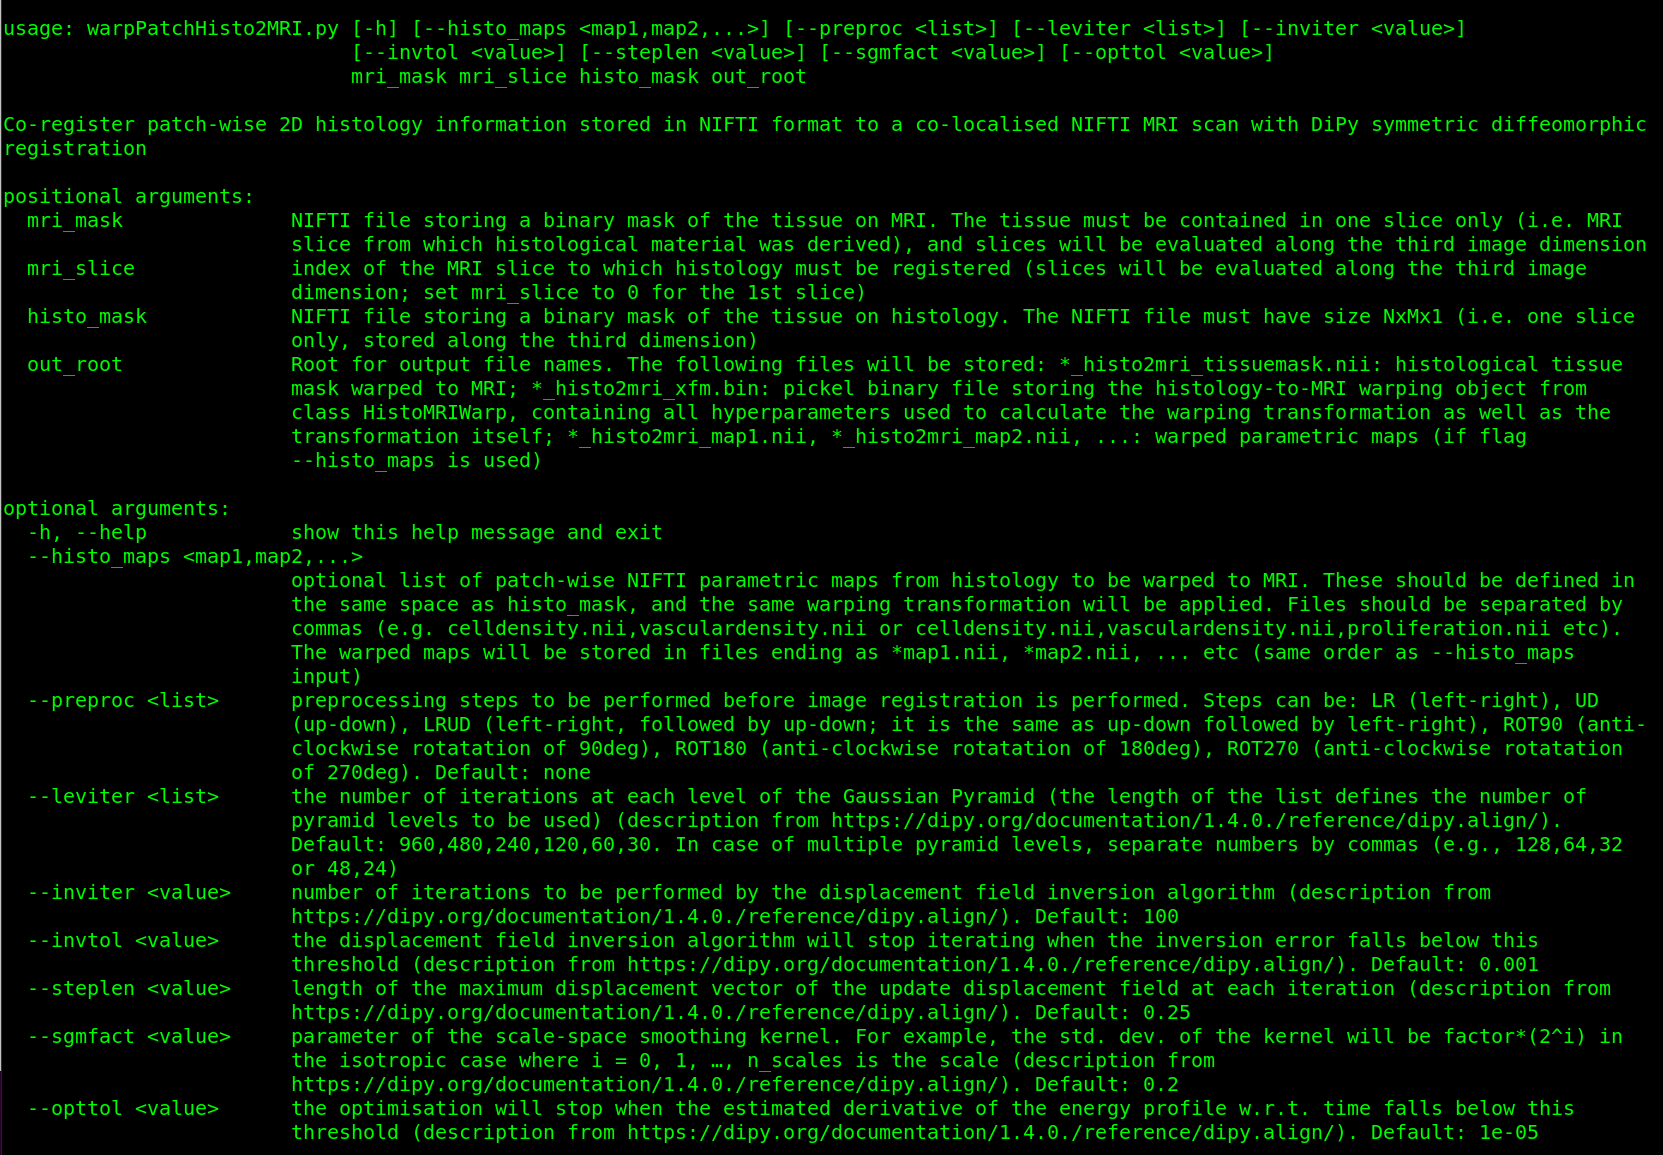 usage: warpPatchHisto2MRI.py [-h] [--histo_maps <map1,map2,...>] [--preproc <list>] [--leviter <list>] [--inviter <value>]
[--invtol <value>] [--steplen <value>] [--sgmfact <value>] [--opttol <value>]
mri_mask mri_slice histo_mask out_root
Co-register patch-wise 2D histology information stored in NIFTI format to a co-localised NIFTI MRI scan with DiPy symmetric diffeomorphic
registration
positional arguments:
mri_mask NIFTI file storing a binary mask of the tissue on MRI. The tissue must be contained in one slice only (i.e. MRI
slice from which histological material was derived), and slices will be evaluated along the third image dimension
mri_slice index of the MRI slice to which histology must be registered (slices will be evaluated along the third image
dimension; set mri_slice to 0 for the 1st slice)
histo_mask NIFTI file storing a binary mask of the tissue on histology. The NIFTI file must have size NxMx1 (i.e. one slice
only, stored along the third dimension)
out_root Root for output file names. The following files will be stored: *_histo2mri_tissuemask.nii: histological tissue
mask warped to MRI; *_histo2mri_xfm.bin: pickel binary file storing the histology-to-MRI warping object from
class HistoMRIWarp, containing all hyperparameters used to calculate the warping transformation as well as the
transformation itself; *_histo2mri_map1.nii, *_histo2mri_map2.nii, ...: warped parametric maps (if flag
--histo_maps is used)
optional arguments:
-h, --help show this help message and exit
--histo_maps <map1,map2,...>
optional list of patch-wise NIFTI parametric maps from histology to be warped to MRI. These should be defined in
the same space as histo_mask, and the same warping transformation will be applied. Files should be separated by
commas (e.g. celldensity.nii,vasculardensity.nii or celldensity.nii,vasculardensity.nii,proliferation.nii etc).
The warped maps will be stored in files ending as *map1.nii, *map2.nii, ... etc (same order as --histo_maps
input)
--preproc <list> preprocessing steps to be performed before image registration is performed. Steps can be: LR (left-right), UD
(up-down), LRUD (left-right, followed by up-down; it is the same as up-down followed by left-right), ROT90 (anti-
clockwise rotatation of 90deg), ROT180 (anti-clockwise rotatation of 180deg), ROT270 (anti-clockwise rotatation
of 270deg). Default: none
--leviter <list> the number of iterations at each level of the Gaussian Pyramid (the length of the list defines the number of
pyramid levels to be used) (description from https://dipy.org/documentation/1.4.0./reference/dipy.align/).
Default: 960,480,240,120,60,30. In case of multiple pyramid levels, separate numbers by commas (e.g., 128,64,32
or 48,24)
--inviter <value> number of iterations to be performed by the displacement field inversion algorithm (description from
https://dipy.org/documentation/1.4.0./reference/dipy.align/). Default: 100
--invtol <value> the displacement field inversion algorithm will stop iterating when the inversion error falls below this
threshold (description from https://dipy.org/documentation/1.4.0./reference/dipy.align/). Default: 0.001
--steplen <value> length of the maximum displacement vector of the update displacement field at each iteration (description from
https://dipy.org/documentation/1.4.0./reference/dipy.align/). Default: 0.25
--sgmfact <value> parameter of the scale-space smoothing kernel. For example, the std. dev. of the kernel will be factor*(2^i) in
the isotropic case where i = 0, 1, …, n_scales is the scale (description from
https://dipy.org/documentation/1.4.0./reference/dipy.align/). Default: 0.2
--opttol <value> the optimisation will stop when the estimated derivative of the energy profile w.r.t. time falls below this
threshold (description from https://dipy.org/documentation/1.4.0./reference/dipy.align/). Default: 1e-05